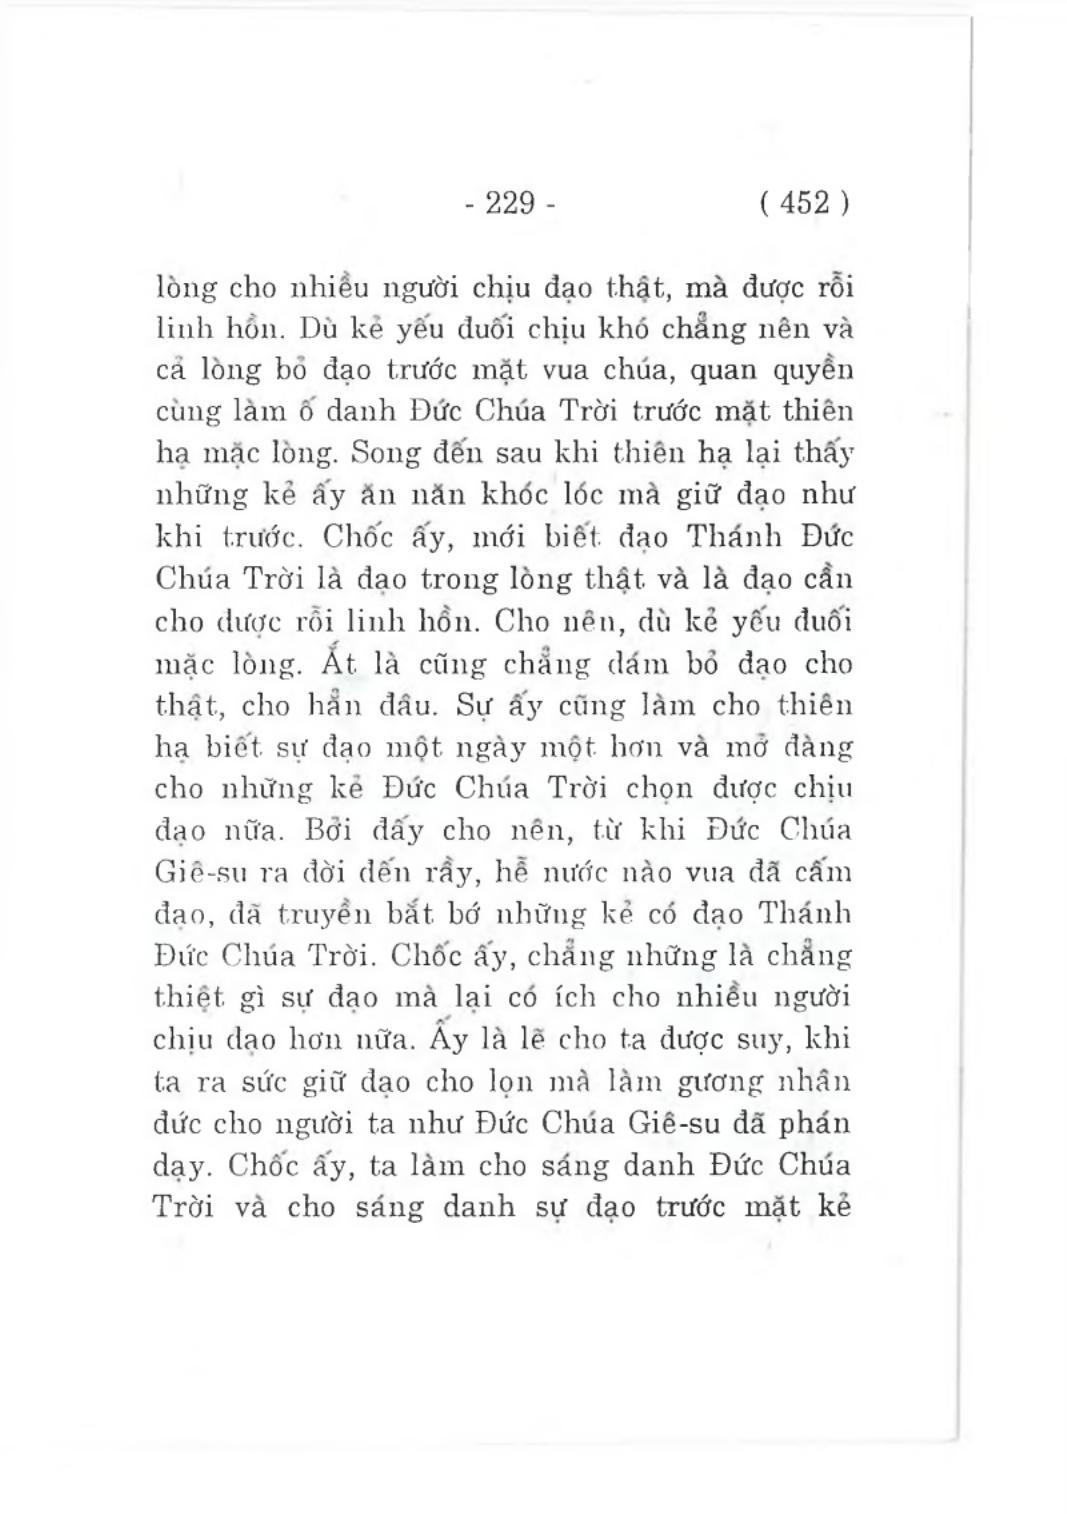 - 229 - ( 452 )
lòng cho nhiều người chịu đạo thật, mà được rỗi
linh hồn. Dù kẻ yếu đuối chịu khó chẳng nên và
cả lòng bỏ đạo trước mặt vua chúa, quan quyền
cùng làm ố danh Đức Chúa Trời trước mặt thiên
hạ mặc lòng. Song đến sau khi thiên hạ lại thấy
những kẻ ấy ăn năn khóc lóc mà giữ đạo như
khi trước. Chốc ấy, mới biết đạo Thánh Đức
Chúa Trời là đạo trong lòng thật và là đạo cần
cho được rỗi linh hồn. Cho nên, dù kẻ yếu đuối
mặc lòng. Ắt là cũng chẳng dám bỏ đạo cho
thật, cho hẳn đâu. Sự ấy cũng làm cho thiên
hạ biết sự đạo một ngày một hơn và mở đàng
cho những kẻ Đức Chúa Trời chọn được chịu
đạo nữa. Bởi đấy cho nên, từ khi Đức Chúa
Giê-su ra đời đến rầy, hễ nước nào vua đã cấm
đạo, đã truyền bắt bớ những kẻ có đạo Thánh
Đức Chúa Trời. Chốc ấy, chẳng những là chẳng
thiệt gì sự đạo mà lại có ích cho nhiều người
chịu đạo hơn nữa. Ấy là lẽ cho ta được suy, khi
ta ra sức giữ đạo cho lọn mà làm gương nhân
đức cho người ta như Đức Chúa Giê-su đã phán
dạy. Chốc ấy, ta làm cho sáng danh Đức Chúa
Trời và cho sáng danh sự đạo trước mặt kẻ